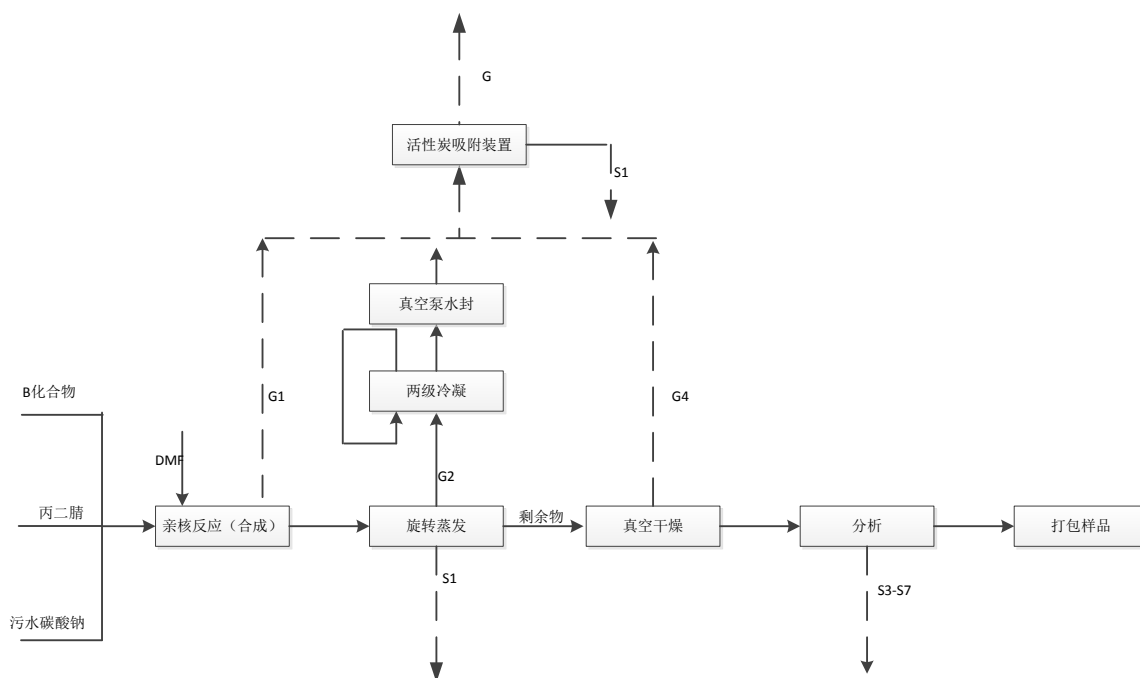 G
活性炭吸附装置
S1
真空泵水封
B化合物
G1
两级冷凝
G4
DMF
G2
丙二腈
亲核反应（合成）
旋转蒸发
剩余物
真空干燥
分析
打包样品
S1
S3-S7
污水碳酸钠